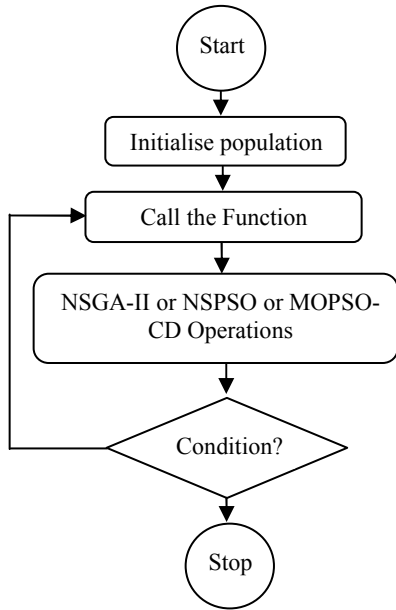 Start
Initialise population
Call the Function
NSGA-II or NSPSO or MOPSO-
CD Operations
Condition?
Stop